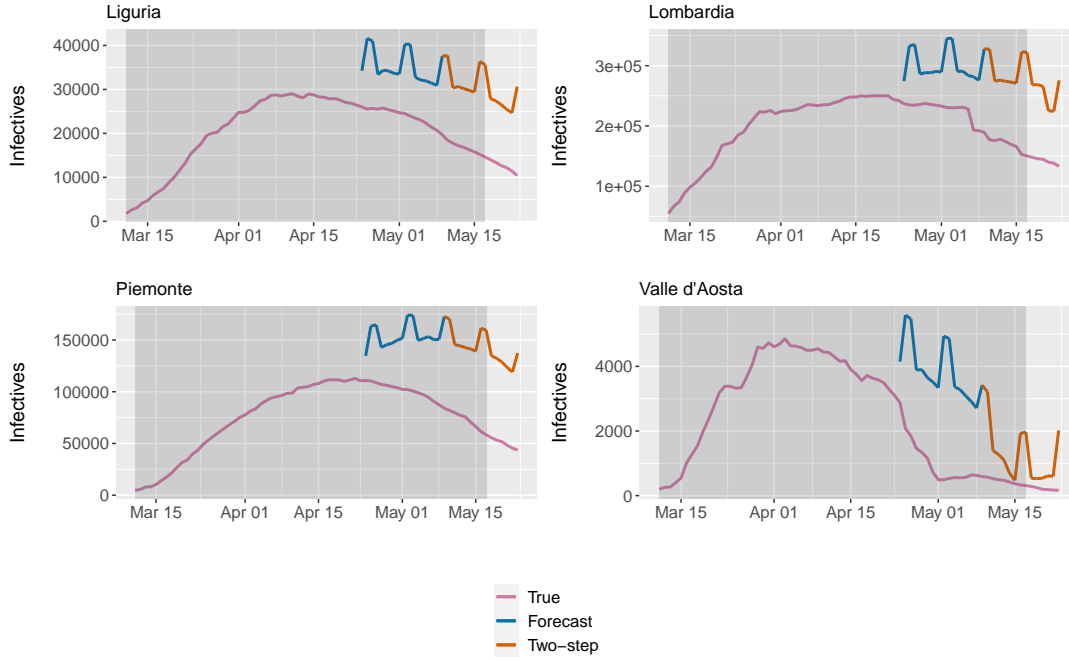 Liguria
Infectives
40000
30000
20000
10000
0
Mar 15 Apr 01 Apr 15 May 01 May 15
Lombardia
Infectives
3e+05
2e+05
1e+05
Mar 15 Apr 01 Apr 15 May 01 May 15
Piemonte
Infectives
150000
100000
50000
0
Mar 15 Apr 01 Apr 15 May 01 May 15
Valle d'Aosta
Infectives
4000
2000
0
Mar 15 Apr 01 Apr 15 May 01 May 15
True
Forecast
Two−step